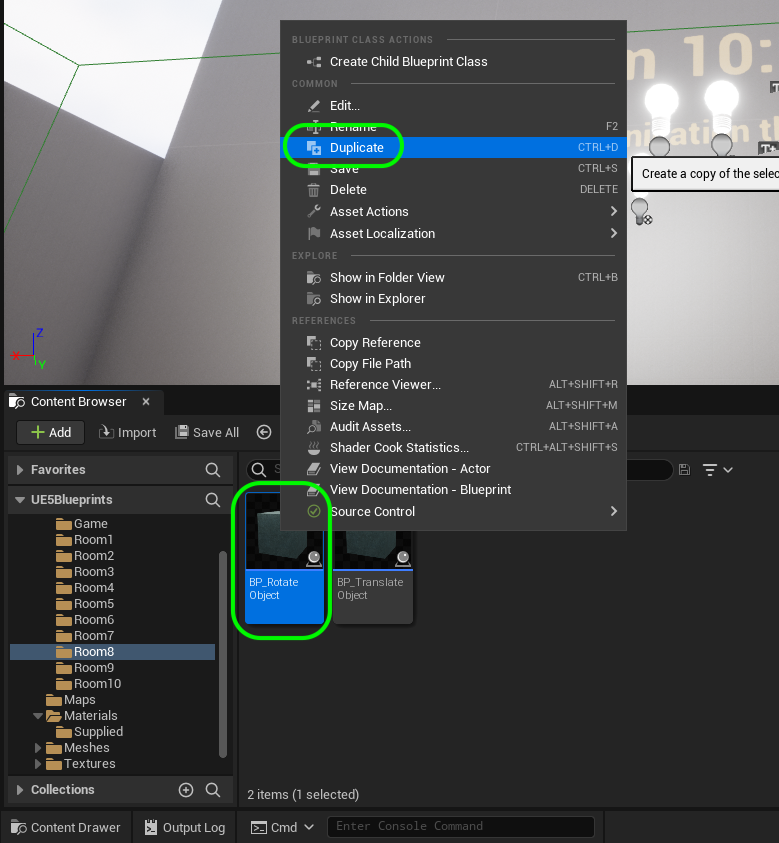 BLUEPRINT CLASS ACTIONS
Create Child Blueprint Class
COMMON
Edit...
Rename F2
Duplicate CTRL+D
Save CTRL+S
Delete DELETE
Asset Actions
Asset Localization
EXPLORE
Show in Folder View CTRL+B
Show in Explorer
REFERENCES
Copy Reference
Copy File Path
Reference Viewer... ALT+SHIFT+R
Size Map... ALT+SHIFT+M
Audit Assets... ALT+SHIFT+A
Shader Cook Statistics... CTRL+ALT+SHIFT+S
View Documentation - Actor
View Documentation - Blueprint
Source Control
10:
Create a copy of the selec
Z
X
Y
Content Browser
Add
Import
Save All
Favorites
UE5Blueprints
Game
Room1
Room2
Room3
Room4
Room5
Room6
Room7
Room8
Room9
Room10
Maps
Materials
Supplied
Meshes
Textures
Collections
BP_Rotate
Object
BP_Translate
Object
2 items (1 selected)
Content Drawer
Output Log
Cmd
Enter Console Command